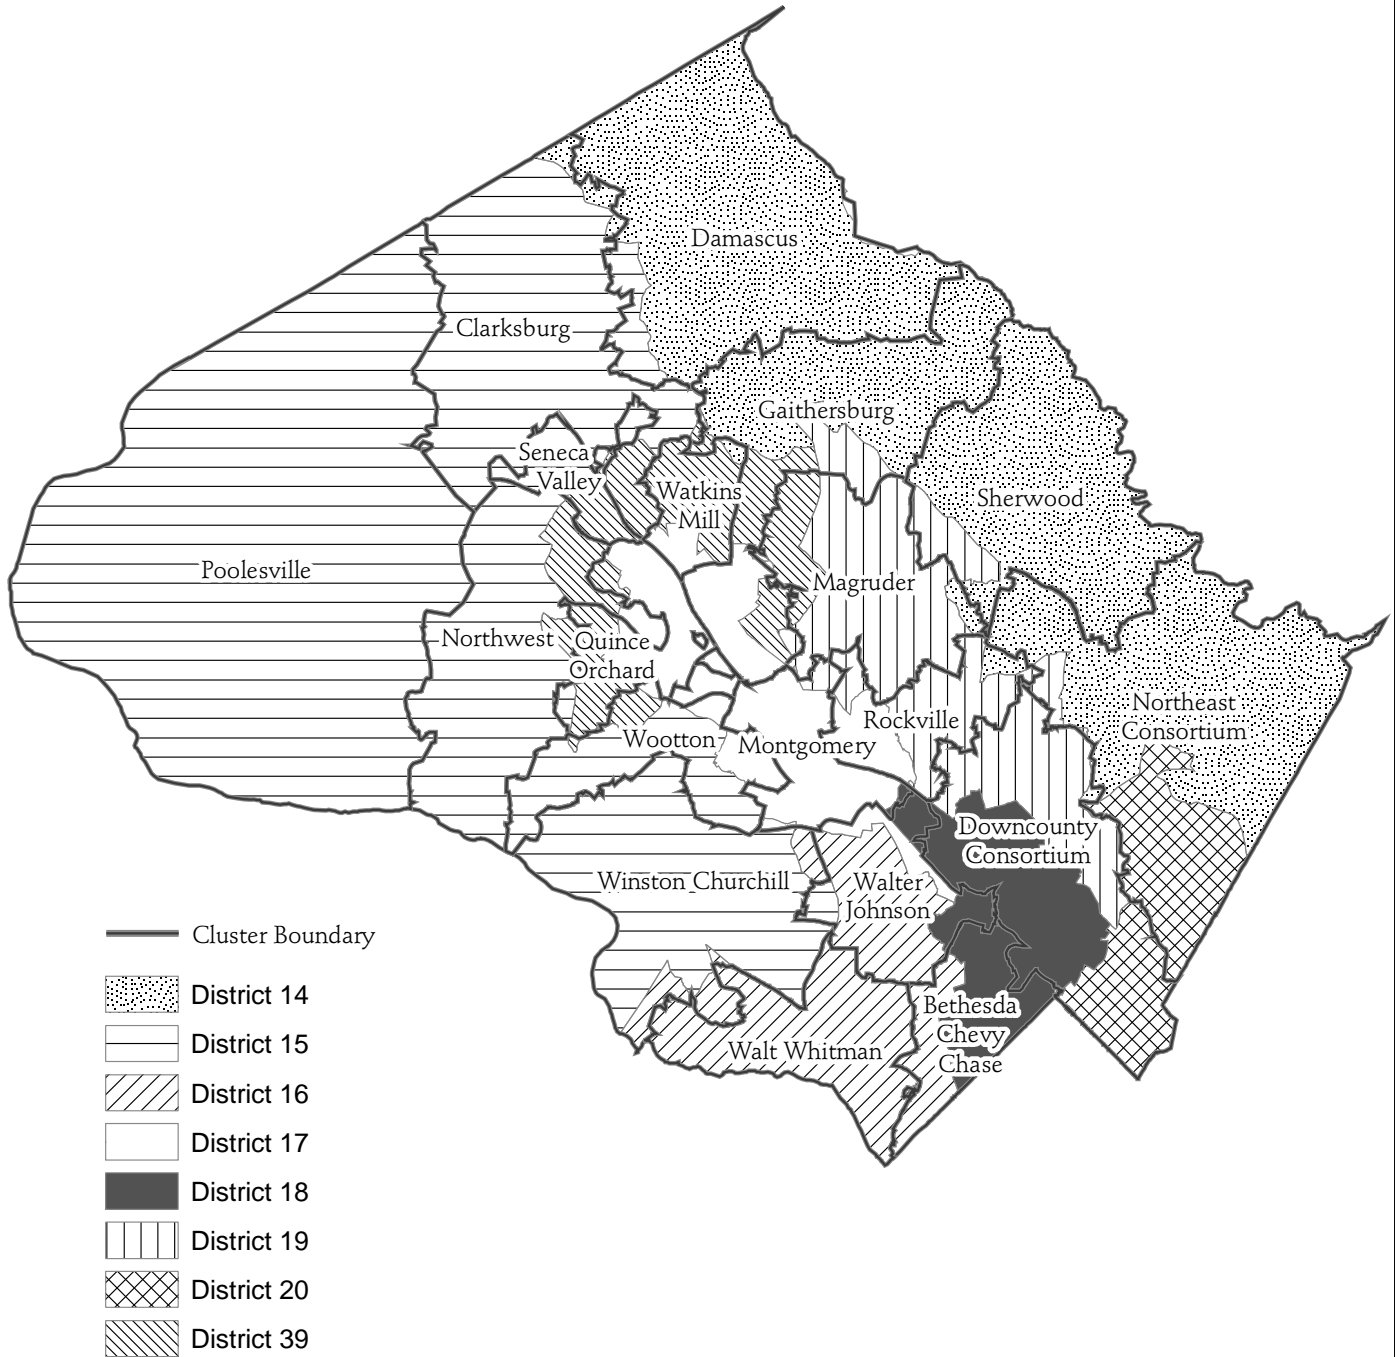 Damascus
Clarksburg
Gaithersburg
Seneca
Valley
Watkins
Mill
Sherwood
Poolesville
Magruder
Northwest
Quince
Orchard
Northeast
Consortium
Rockville
Wootton
Montgomery
Downcounty
Consortium
Winston Churchill
Walter
Johnson
Bethesda
Chevy
Chase
Walt Whitman
Cluster Boundary
District 14
District 15
District 16
District 17
District 18
District 19
District 20
District 39